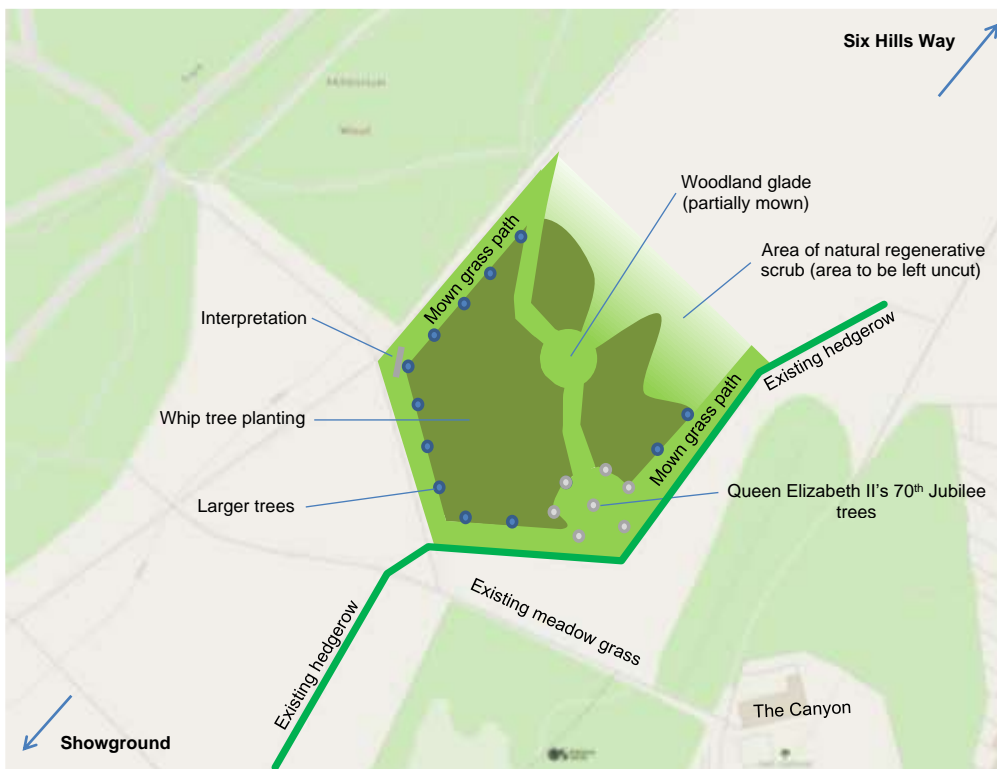 Six Hills Way
Millennium
Wood
Woodland glade
(partially mown)
Area of natural regenerative
scrub (area to be left uncut)
Mown grass path
Interpretation
Existing hedgerow
Whip tree planting
Mown grass path
Larger trees
Queen Elizabeth II's 70th Jubilee
trees
Existing meadow grass
Existing hedgerow
The Canyon
Showground